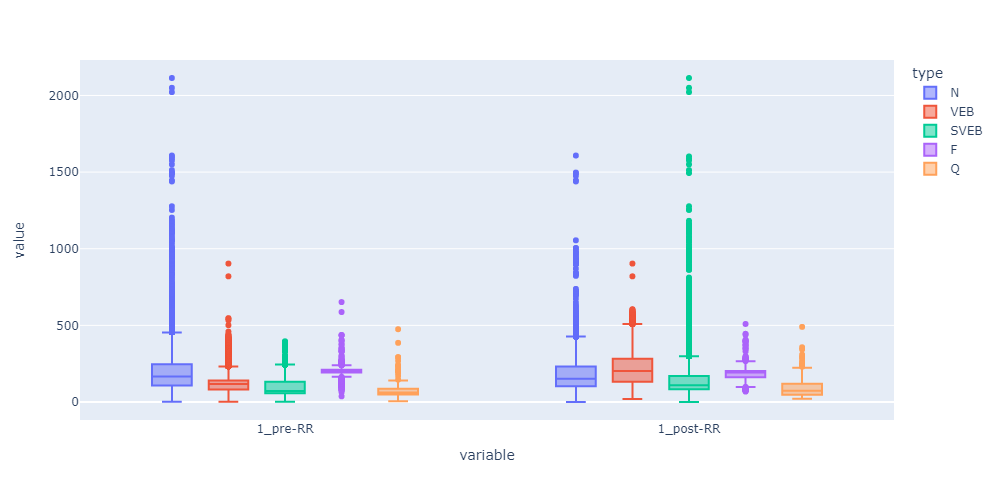 type
N
VEB
SVEB
F
Q
2000
1500
1000
500
0
value
1_pre-RR
1_post-RR
variable